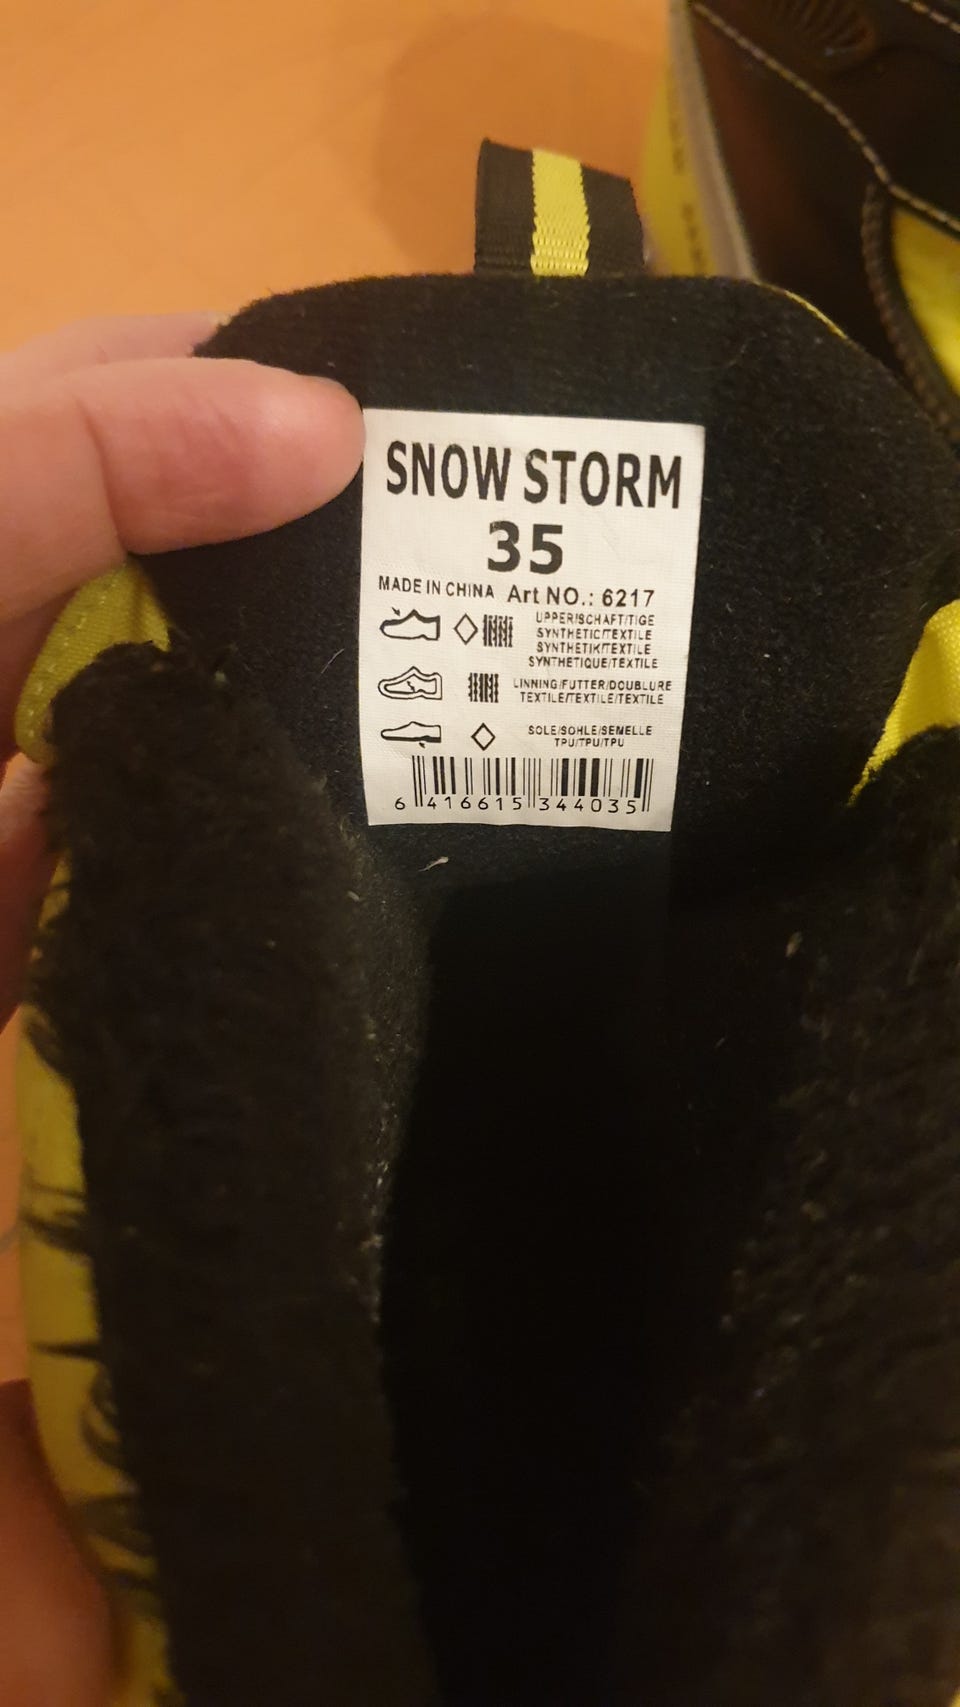 SNOW STORM
35
MADE IN CHINA Art NO.: 6217
UPPER/SCHAFT/TIGE
SYNTHETIC/TEXTILE
SYNTHETIK/TEXTILE
SYNTHETIQUE/TEXTILE
LINNING/FUTTER/DOUBLURE
TEXTILE/TEXTILE/TEXTILE
SOLE/SOHLE/SEMELLE
TPU/TPU/TPU
6 416615 344035